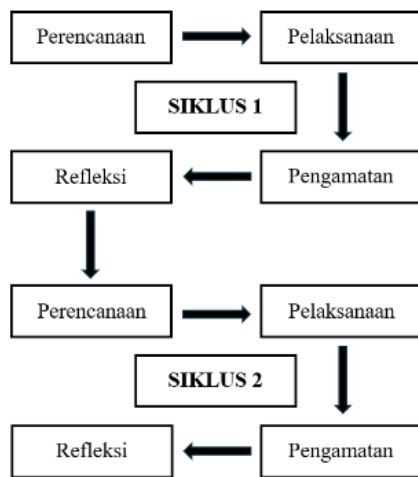 Perencanaan
Pelaksanaan
SIKLUS 1
Refleksi
Pengamatan
Perencanaan
Pelaksanaan
SIKLUS 2
Refleksi
Pengamatan